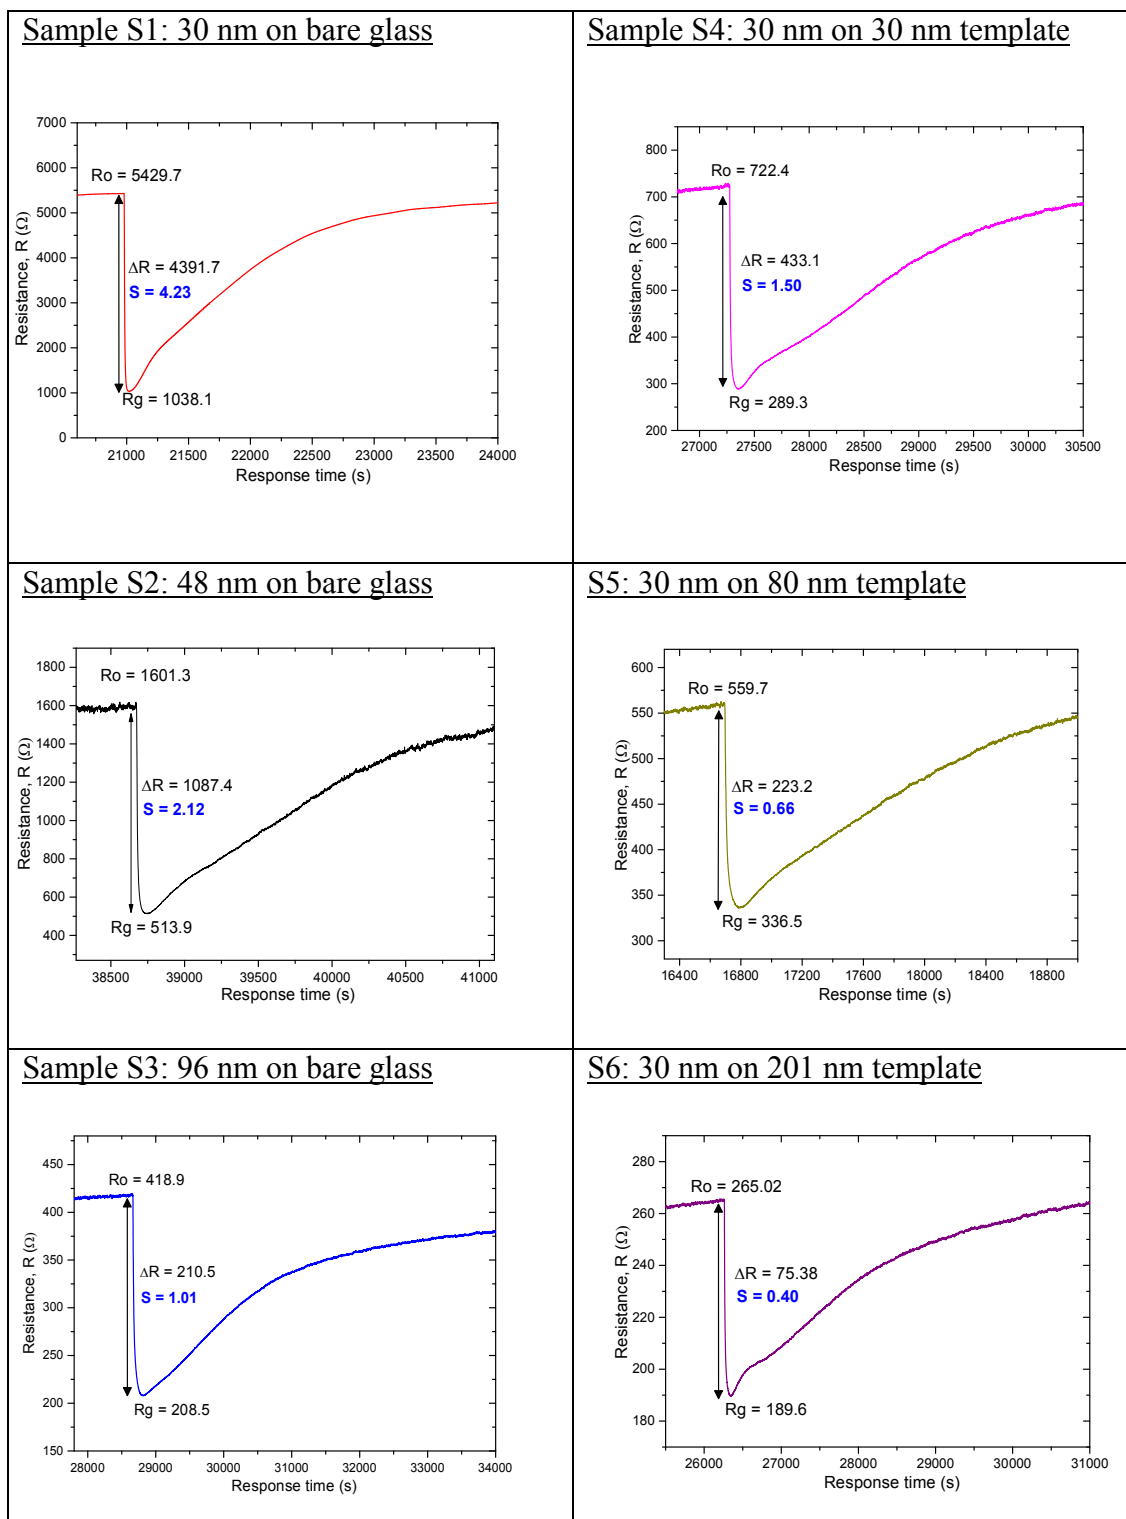 Sample S1: 30 nm on bare glass
7000
6000
5000
4000
3000
2000
1000
0
Resistance, R (Ω)
Ro = 5429.7
ΔR = 4391.7
S = 4.23
Rg = 1038.1
21000 21500 22000 22500 23000 23500 24000
Response time (s)
Sample S4: 30 nm on 30 nm template
800
700
600
500
400
300
200
Resistance, R (Ω)
Ro = 722.4
ΔR = 433.1
S = 1.50
Rg = 289.3
27000 27500 28000 28500 29000 29500 30000 30500
Response time (s)
Sample S2: 48 nm on bare glass
1800
1600
1400
1200
1000
800
600
400
Resistance, R (Ω)
Ro = 1601.3
ΔR = 1087.4
S = 2.12
Rg = 513.9
38500 39000 39500 40000 40500 41000
Response time (s)
S5: 30 nm on 80 nm template
600
550
500
450
400
350
300
Resistance, R (Ω)
Ro = 559.7
ΔR = 223.2
S = 0.66
Rg = 336.5
16400 16800 17200 17600 18000 18400 18800
Response time (s)
Sample S3: 96 nm on bare glass
450
400
350
300
250
200
150
Resistance, R (Ω)
Ro = 418.9
ΔR = 210.5
S = 1.01
Rg = 208.5
28000 29000 30000 31000 32000 33000 34000
Response time (s)
S6: 30 nm on 201 nm template
280
260
240
220
200
180
Resistance, R (Ω)
Ro = 265.02
ΔR = 75.38
S = 0.40
Rg = 189.6
26000 27000 28000 29000 30000 31000
Response time (s)